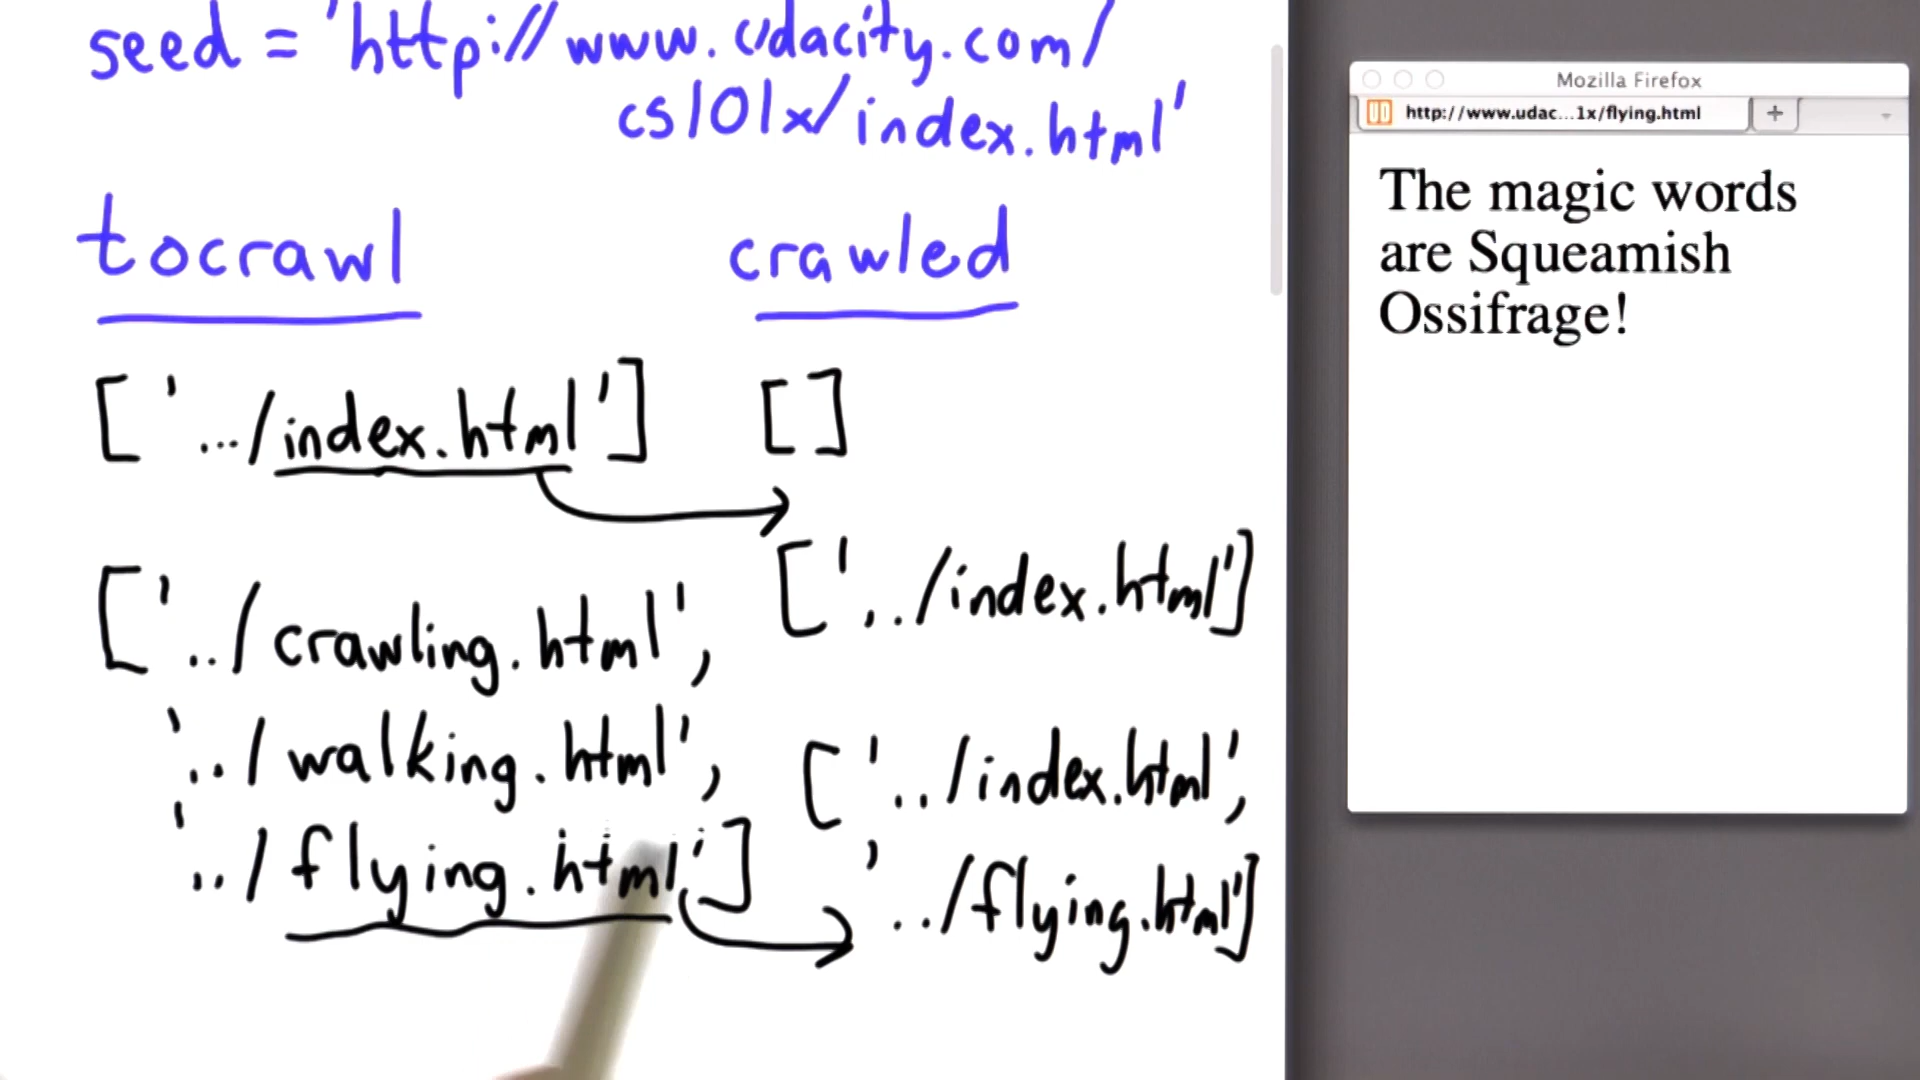 seed = 'http://www.udacity.com/
cs101x/index.html'
tocrawl
crawled
['.../index.html']
[]
['../crawling.html',
'../walking.html',
'../flying.html']
['../index.html']
['../index.html',
'../flying.html']
Mozilla Firefox
http://www.udac...1x/flying.html
+
The magic words
are Squeamish
Ossifrage!